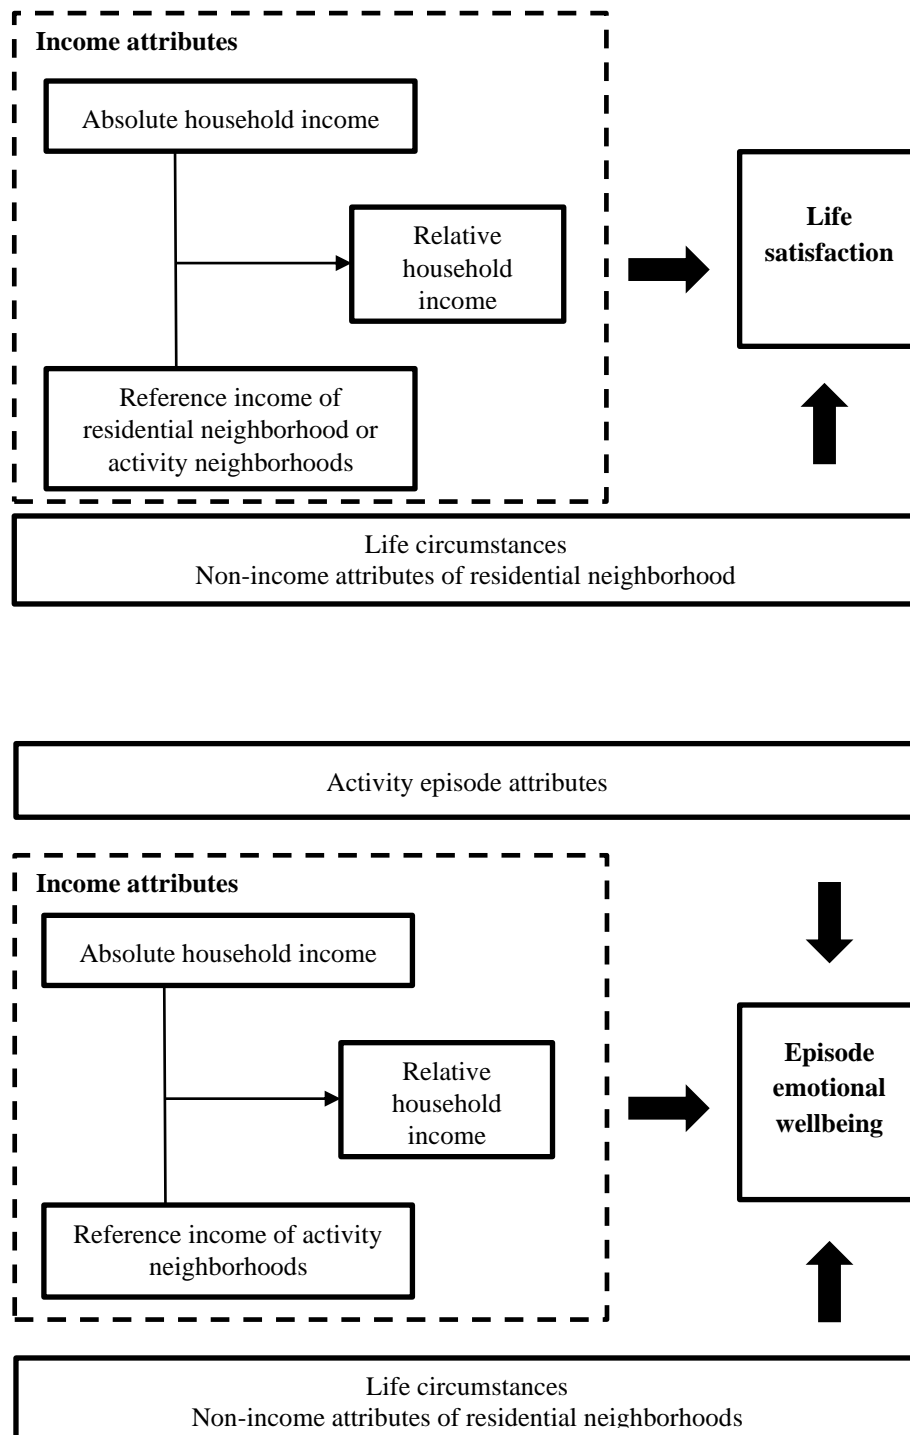 Income attributes
Absolute household income
Relative
household
income
Life
satisfaction
Reference income of
residential neighborhood or
activity neighborhoods
Life circumstances
Non-income attributes of residential neighborhood
Activity episode attributes
Income attributes
Absolute household income
Relative
household
income
Episode
emotional
wellbeing
Reference income of activity
neighborhoods
Life circumstances
Non-income attributes of residential neighborhoods